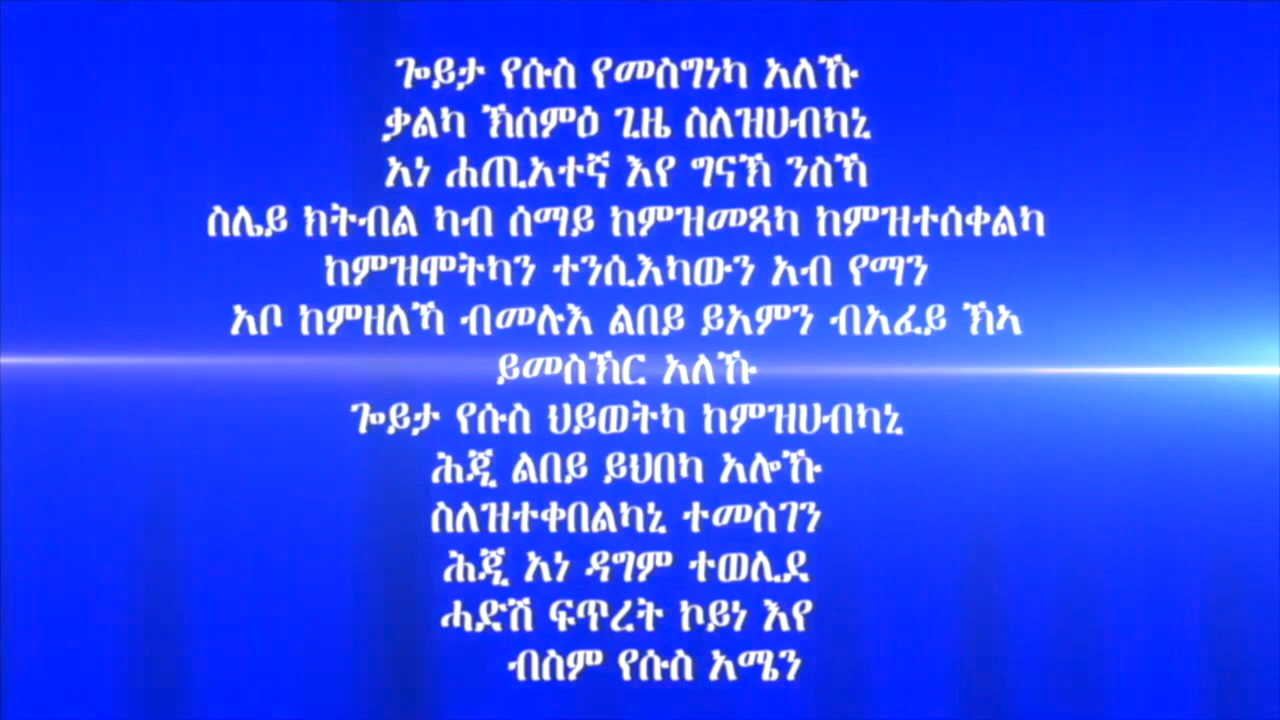 ጐይታ የሱስ የመስግነካ አለኹ
ቃልካ ኽሰምዕ ጊዜ ስለዝሀብካኒ
አነ ሐጢአተኛ እየ ግናኽ ንስኻ
ስሌይ ክትብል ካብ ሰማይ ከምዝመጻካ ከምዝተሰቀልካ
ከምዝሞትካን ተንሲእካውን አብ የማን
አቦ ከምዘለኻ ብመሉእ ልበይ ይአምን ብአፈይ ኽኣ
ይመስኽር አለኹ
ጐይታ የሱስ ህይወትካ ከምዝሀብካኒ
ሕጂ ልበይ ይህበካ አሎኹ
ስለዝተቀበልካኒ ተመስገን
ሕጂ አነ ዳግም ተወሊደ
ሓድሽ ፍጥረት ኮይነ እየ
ብስም የሱስ አሜን